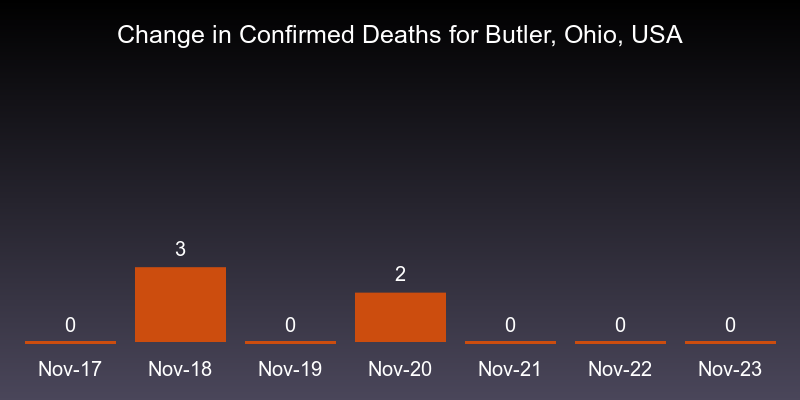 Change in Confirmed Deaths for Butler, Ohio, USA
3
2
0 0 0 0 0
Nov-17 Nov-18 Nov-19 Nov-20 Nov-21 Nov-22 Nov-23